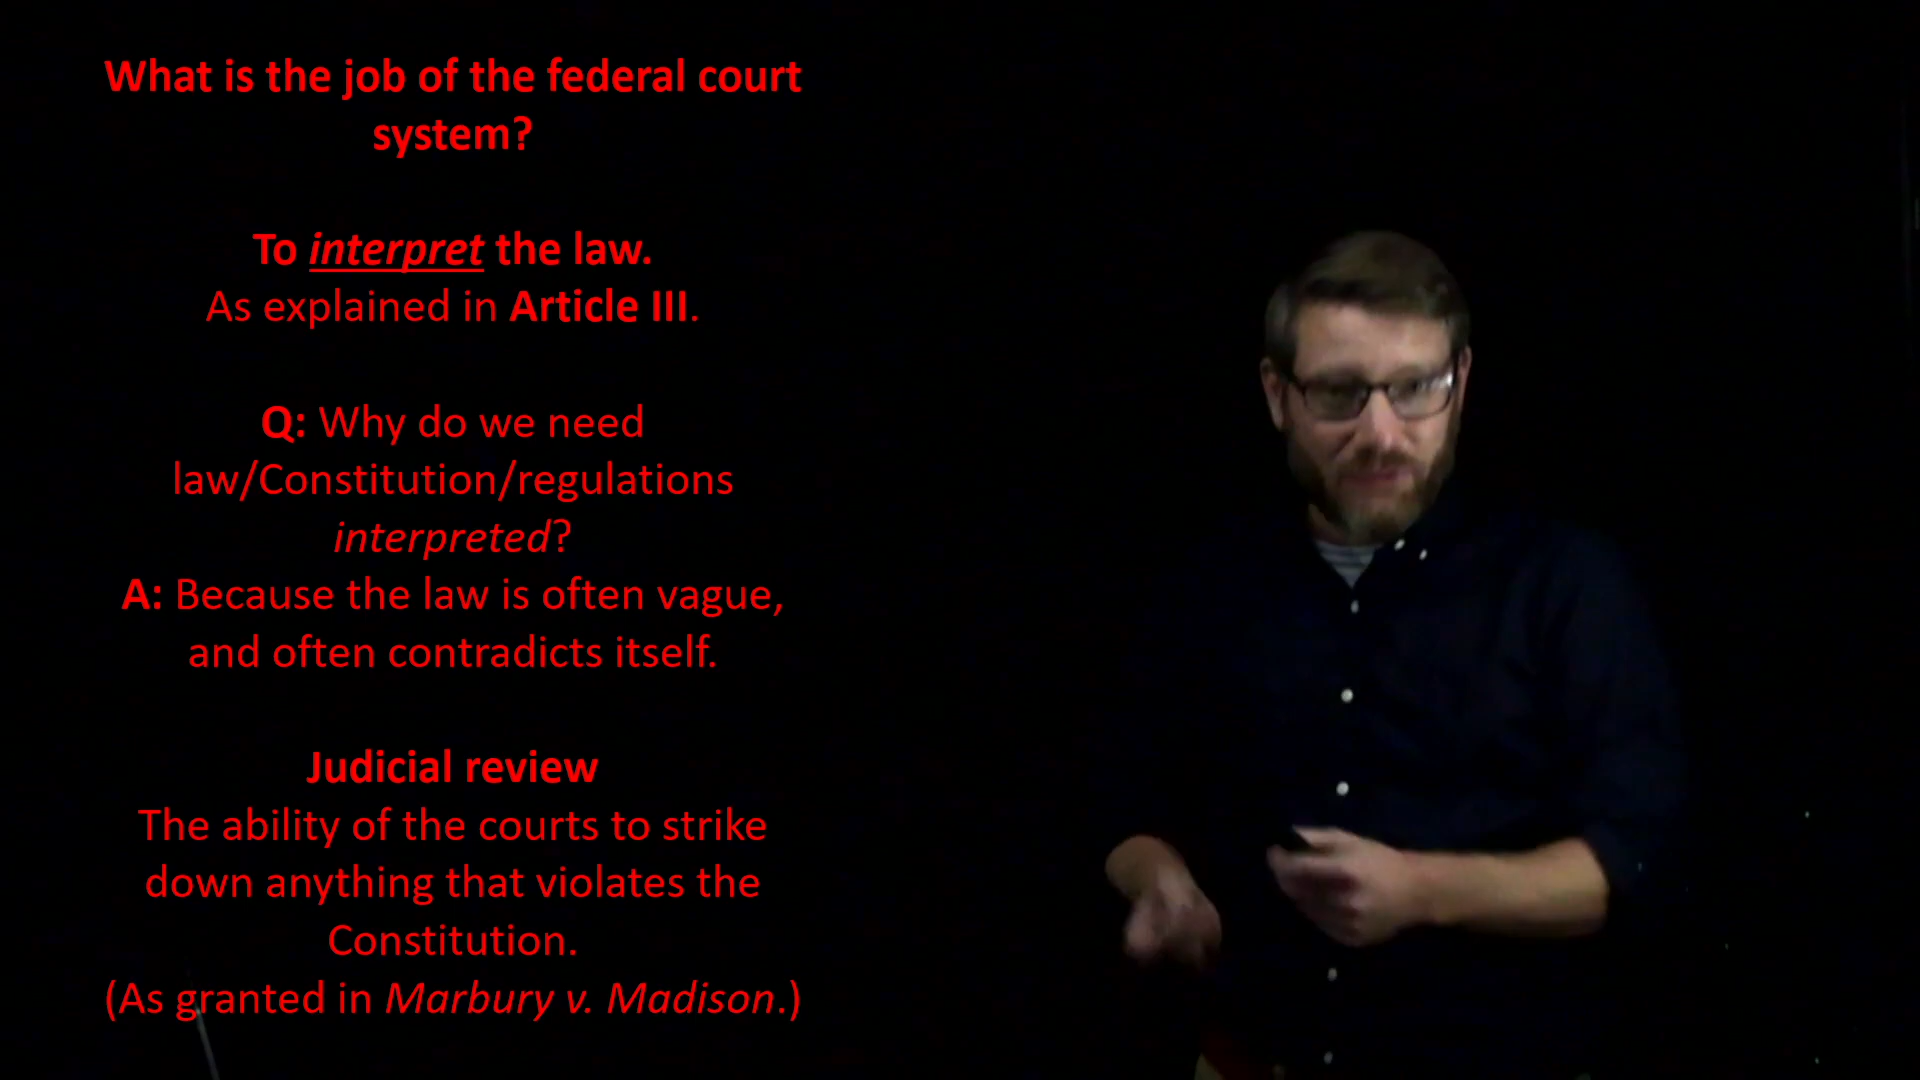 What is the job of the federal court
system?
To interpret the law.
As explained in Article III.
Q: Why do we need
law/Constitution/regulations
interpreted?
A: Because the law is often vague,
and often contradicts itself.
Judicial review
The ability of the courts to strike
down anything that violates the
Constitution.
(As granted in Marbury v. Madison.)